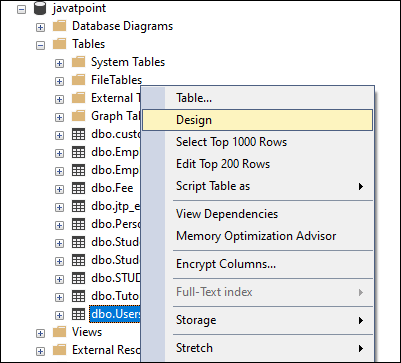 javatpoint
Database Diagrams
Tables
System Tables
FileTables
External T
Graph Tab
dbo.custo
dbo.Emp
dbo.Emp
dbo.Fee
dbo.jtp_e
dbo.Perso
dbo.Stud
dbo.Stud
dbo.STUD
dbo.Tuto
dbo.Users
Views
External Reso
Table...
Design
Select Top 1000 Rows
Edit Top 200 Rows
Script Table as
View Dependencies
Memory Optimization Advisor
Encrypt Columns...
Full-Text index
Storage
Stretch